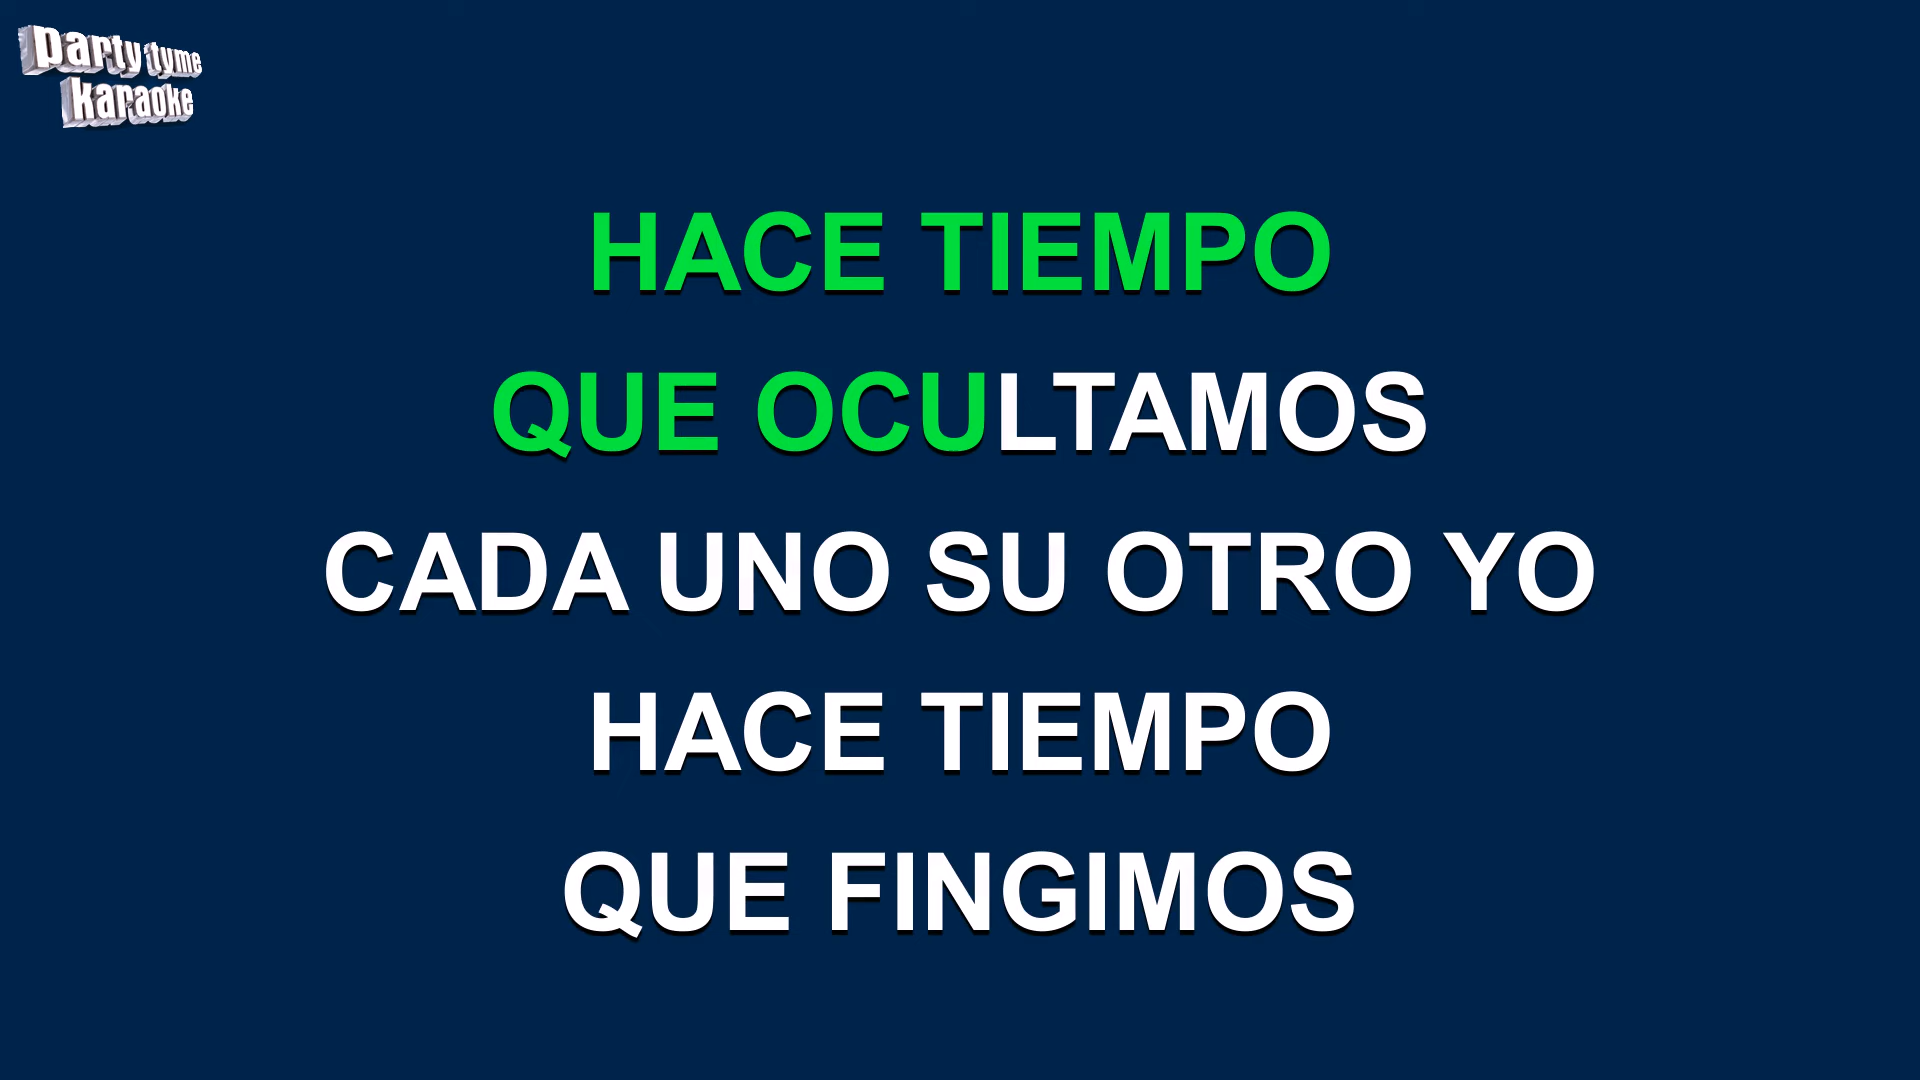 party tyme
karaoke
HACE TIEMPO
QUE OCULTAMOS
CADA UNO SU OTRO YO
HACE TIEMPO
QUE FINGIMOS